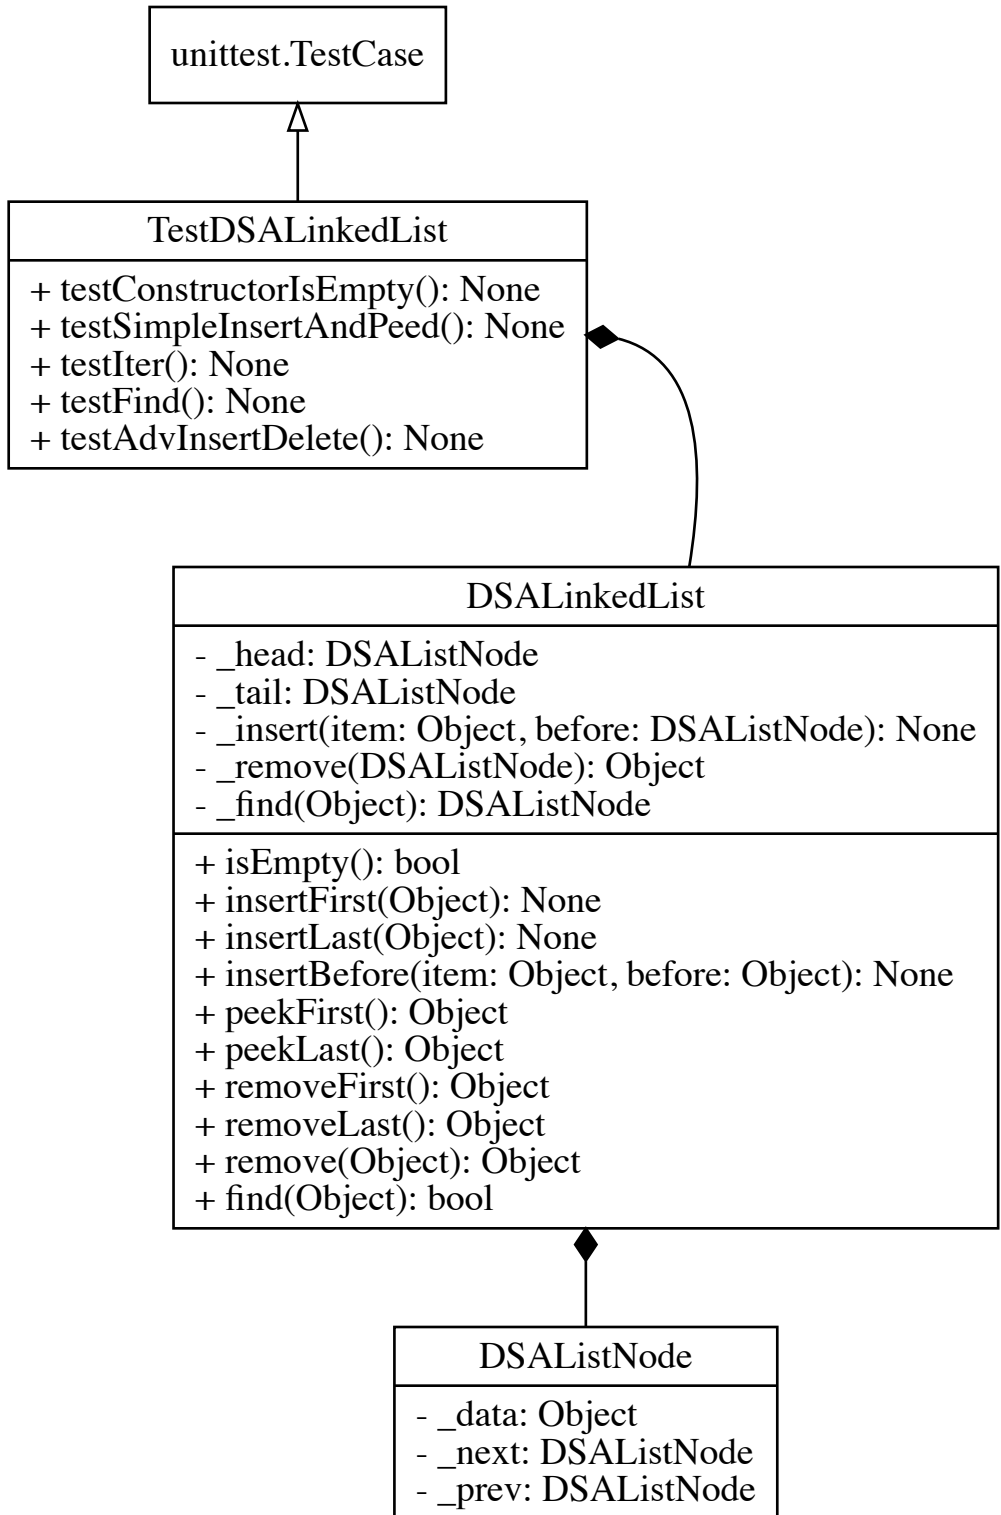 unittest.TestCase
TestDSALinkedList
+ testConstructorIsEmpty(): None
+ testSimpleInsertAndPeed(): None
+ testIter(): None
+ testFind(): None
+ testAdvInsertDelete(): None
DSALinkedList
- _head: DSAListNode
- _tail: DSAListNode
- _insert(item: Object, before: DSAListNode): None
- _remove(DSAListNode): Object
- _find(Object): DSAListNode
+ isEmpty(): bool
+ insertFirst(Object): None
+ insertLast(Object): None
+ insertBefore(item: Object, before: Object): None
+ peekFirst(): Object
+ peekLast(): Object
+ removeFirst(): Object
+ removeLast(): Object
+ remove(Object): Object
+ find(Object): bool
DSAListNode
- _data: Object
- _next: DSAListNode
- _prev: DSAListNode